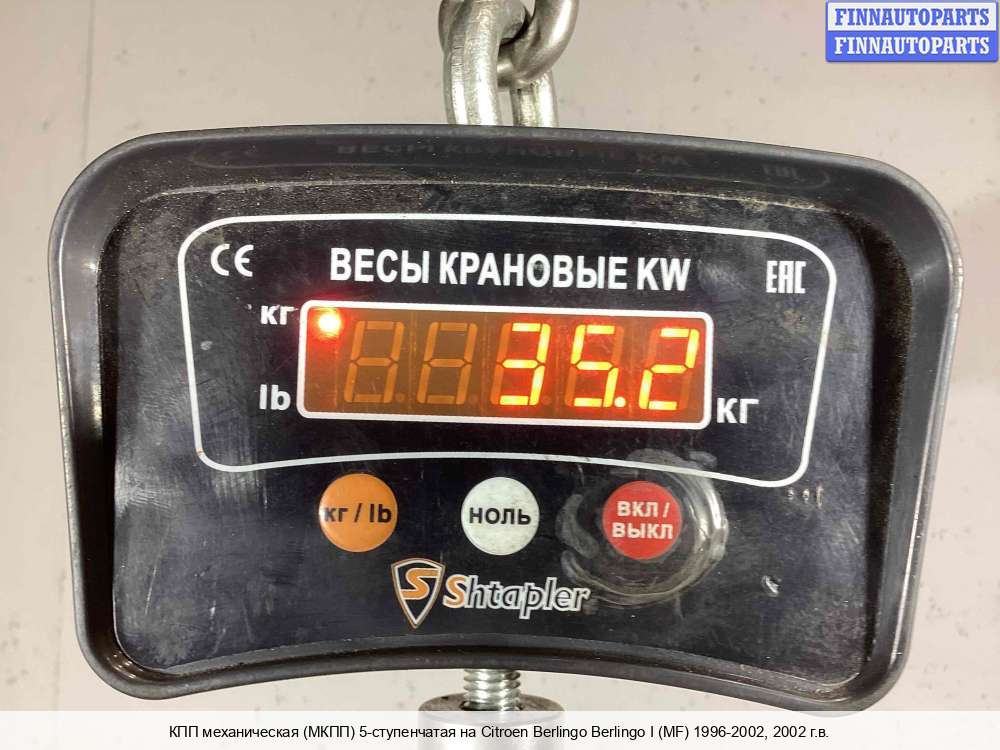 FINNAUTOPARTS
FINNAUTOPARTS
CE
ВЕСЫ КРАНОВЫЕ KW
EAC
кг
lb
35.2
КГ
кг / lb
НОЛЬ
ВКЛ /
ВЫКЛ
S Shtapler
КПП механическая (МКПП) 5-ступенчатая на Citroen Berlingo Berlingo I (MF) 1996-2002, 2002 г.в.